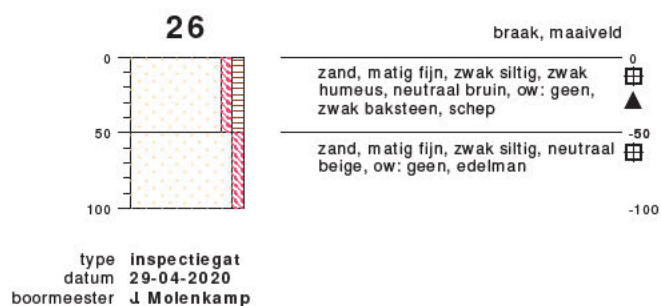 26
braak, maaiveld
0
0
zand, matig fijn, zwak siltig, zwak
humeus, neutraal bruin, ow: geen,
zwak baksteen, schep
50
-50
zand, matig fijn, zwak siltig, neutraal
beige, ow: geen, edelman
100
-100
type inspectiegat
datum 29-04-2020
boormeester J. Molenkamp